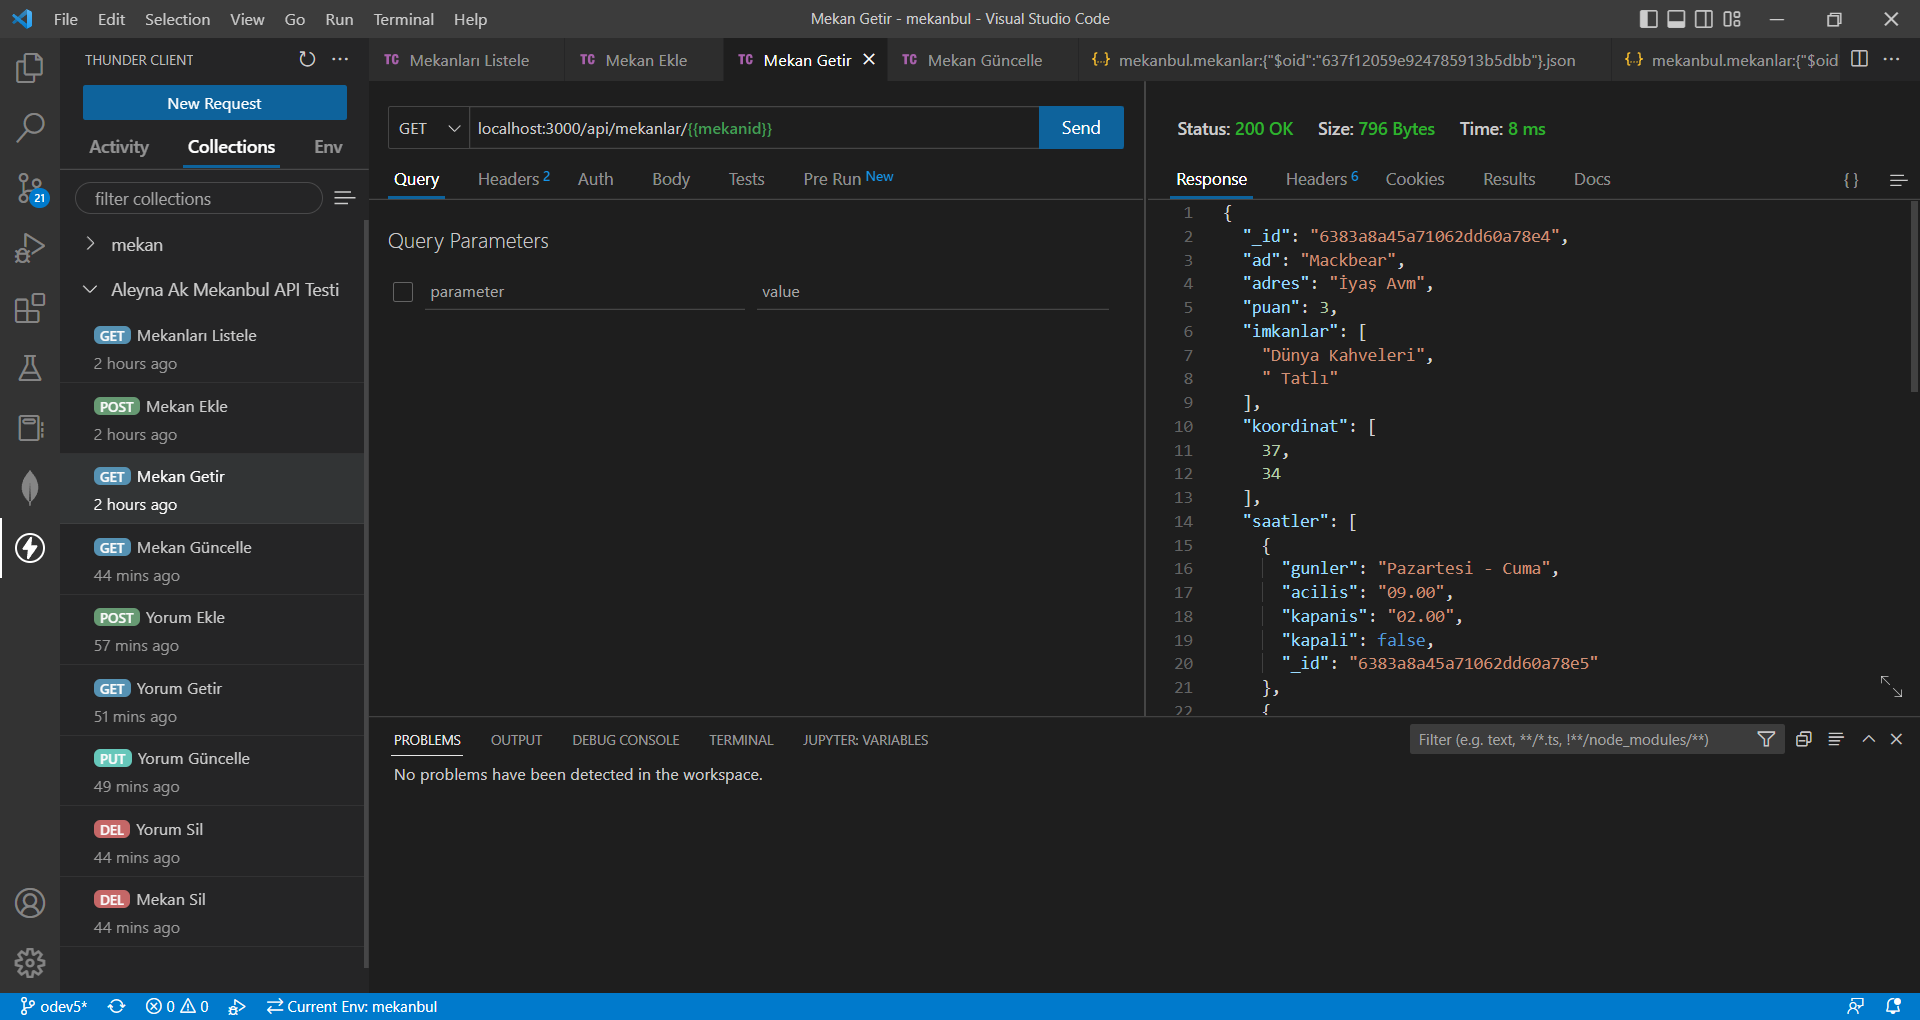 File Edit Selection View Go Run Terminal Help
Mekan Getir - mekanbul - Visual Studio Code
THUNDER CLIENT
New Request
Activity Collections Env
filter collections
mekan
Aleyna Ak Mekanbul API Testi
GET Mekanları Listele
2 hours ago
POST Mekan Ekle
2 hours ago
GET Mekan Getir
2 hours ago
GET Mekan Güncelle
44 mins ago
POST Yorum Ekle
57 mins ago
GET Yorum Getir
51 mins ago
PUT Yorum Güncelle
49 mins ago
DEL Yorum Sil
44 mins ago
DEL Mekan Sil
44 mins ago
21
TC Mekanları Listele
TC Mekan Ekle
TC Mekan Getir
TC Mekan Güncelle
{..} mekanbul.mekanlar:{"$oid":"637f12059e924785913b5dbb"}.json
{..} mekanbul.mekanlar:{"$oid
GET localhost:3000/api/mekanlar/{{mekanid}} Send
Query Headers 2 Auth Body Tests Pre Run New
Query Parameters
parameter value
Status: 200 OK Size: 796 Bytes Time: 8 ms
Response Headers 6 Cookies Results Docs { }
1 {
2 "_id": "6383a8a45a71062dd60a78e4",
3 "ad": "Mackbear",
4 "adres": "İyaş Avm",
5 "puan": 3,
6 "imkanlar": [
7 "Dünya Kahveleri",
8 " Tatlı"
9 ],
10 "koordinat": [
11 37,
12 34
13 ],
14 "saatler": [
15 {
16 "gunler": "Pazartesi - Cuma",
17 "acilis": "09.00",
18 "kapanis": "02.00",
19 "kapali": false,
20 "_id": "6383a8a45a71062dd60a78e5"
21 },
22 {
PROBLEMS OUTPUT DEBUG CONSOLE TERMINAL JUPYTER: VARIABLES
Filter (e.g. text, **/*.ts, !**/node_modules/**)
No problems have been detected in the workspace.
odev5* 0 0 Current Env: mekanbul